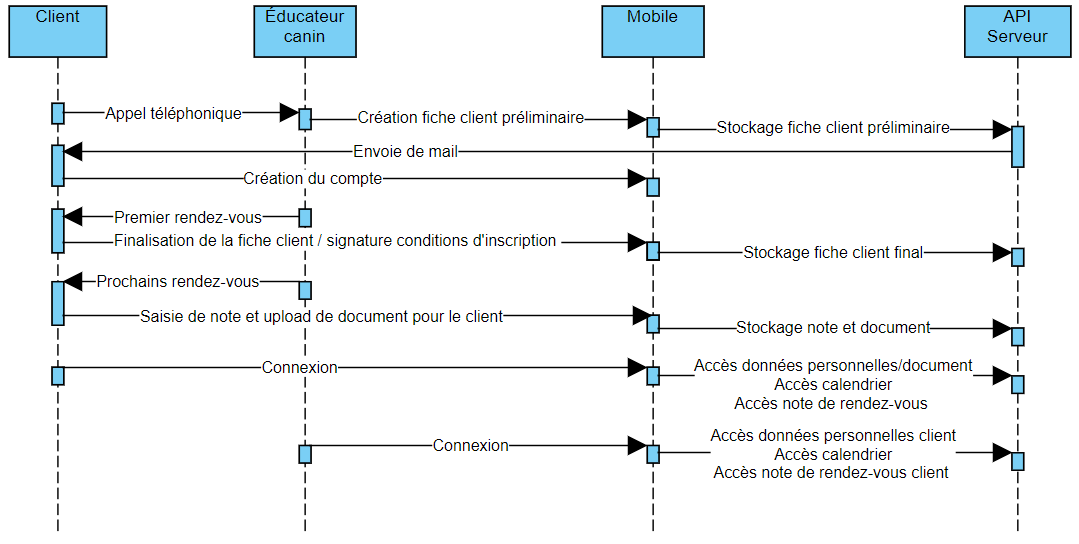 Client
Éducateur
canin
Mobile
API
Serveur
Appel téléphonique
Création fiche client préliminaire
Stockage fiche client préliminaire
Envoie de mail
Création du compte
Premier rendez-vous
Finalisation de la fiche client / signature conditions d'inscription
Stockage fiche client final
Prochains rendez-vous
Saisie de note et upload de document pour le client
Stockage note et document
Connexion
Accès données personnelles/document
Accès calendrier
Accès note de rendez-vous
Connexion
Accès données personnelles client
Accès calendrier
Accès note de rendez-vous client